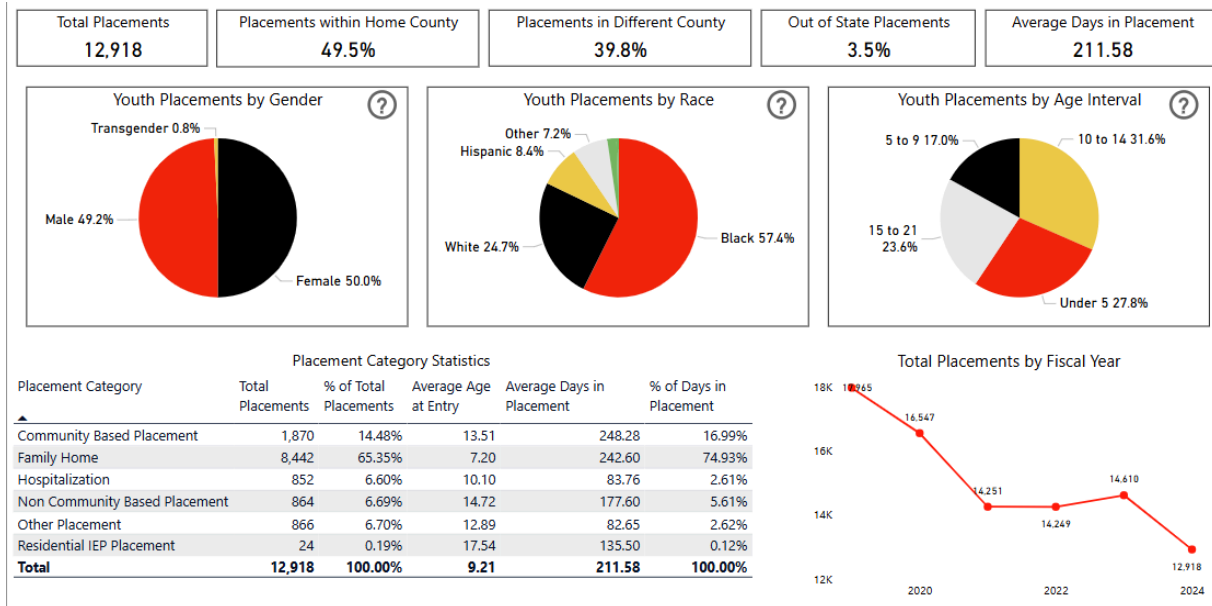 Total Placements
12,918
Placements within Home County
49.5%
Placements in Different County
39.8%
Out of State Placements
3.5%
Average Days in Placement
211.58
Youth Placements by Gender
?
Transgender 0.8%
Male 49.2%
Female 50.0%
Youth Placements by Race
?
Other 7.2%
Hispanic 8.4%
White 24.7%
Black 57.4%
Youth Placements by Age Interval
?
5 to 9 17.0%
10 to 14 31.6%
15 to 21
23.6%
Under 5 27.8%
Placement Category Statistics
Placement Category Total Placements % of Total Placements Average Age at Entry Average Days in Placement % of Days in Placement
Community Based Placement 1,870 14.48% 13.51 248.28 16.99%
Family Home 8,442 65.35% 7.20 242.60 74.93%
Hospitalization 852 6.60% 10.10 83.76 2.61%
Non Community Based Placement 864 6.69% 14.72 177.60 5.61%
Other Placement 866 6.70% 12.89 82.65 2.62%
Residential IEP Placement 24 0.19% 17.54 135.50 0.12%
Total 12,918 100.00% 9.21 211.58 100.00%
Total Placements by Fiscal Year
18K
17,965
16,547
16K
14,251
14,610
14K
14,249
12,918
12K
2020 2022 2024